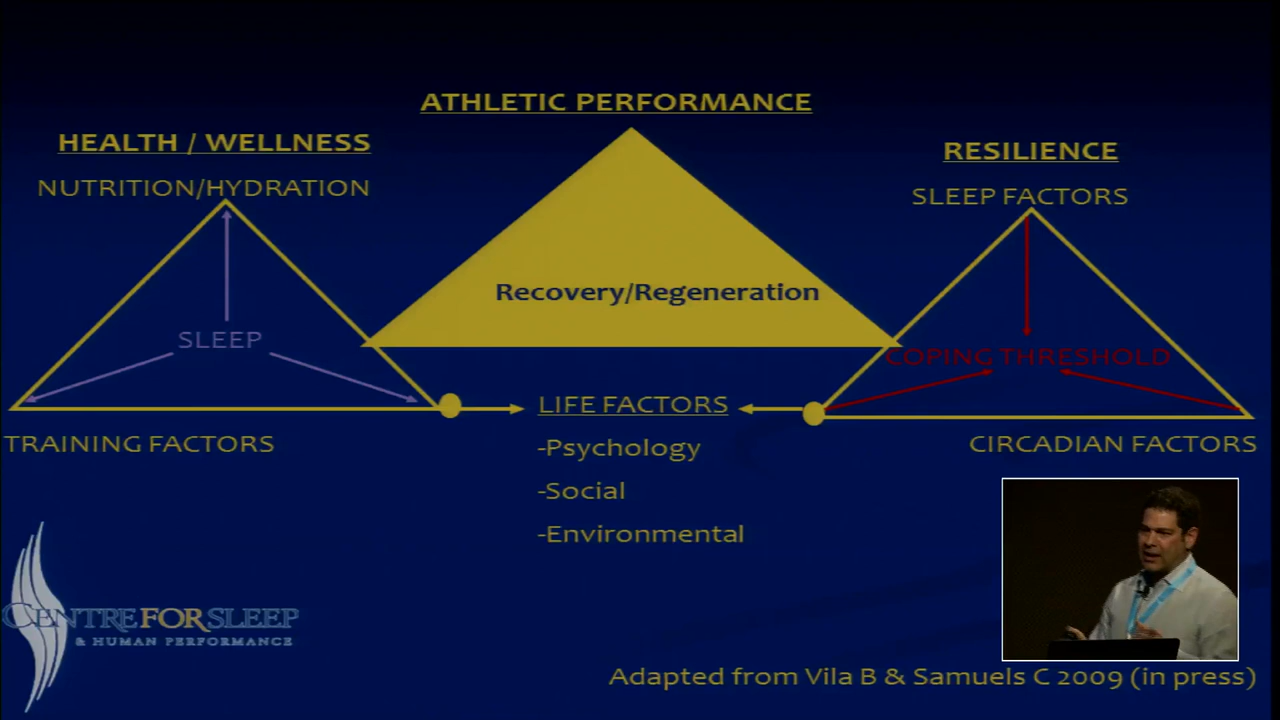 ATHLETIC PERFORMANCE
HEALTH / WELLNESS
RESILIENCE
NUTRITION/HYDRATION
SLEEP FACTORS
Recovery/Regeneration
SLEEP
COPING THRESHOLD
LIFE FACTORS
-Psychology
-Social
-Environmental
TRAINING FACTORS
CIRCADIAN FACTORS
CENTRE FOR SLEEP
& HUMAN PERFORMANCE
Adapted from Vila B & Samuels C 2009 (in press)